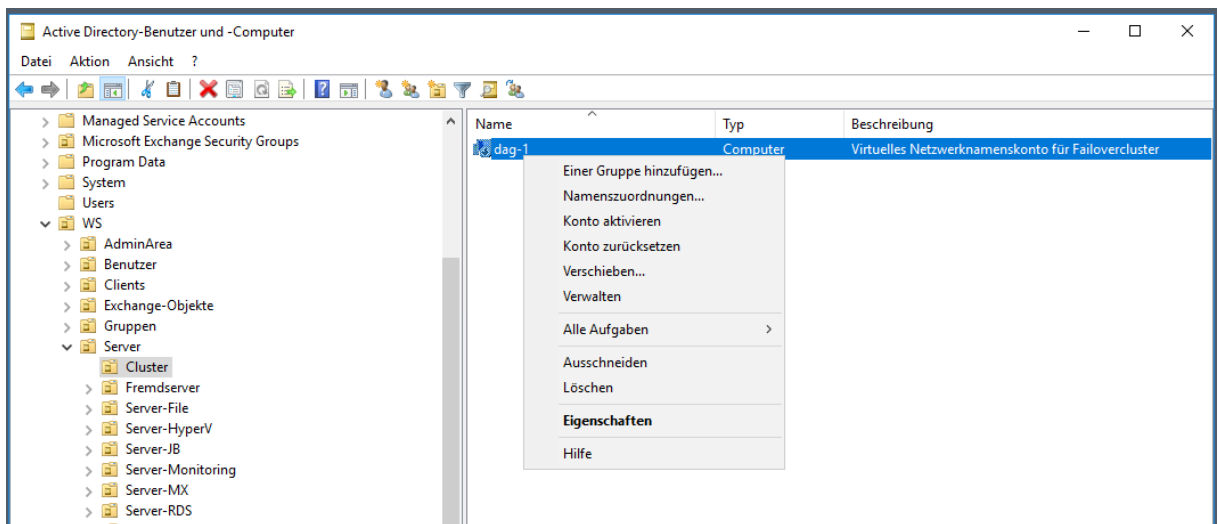 Active Directory-Benutzer und -Computer
Datei Aktion Ansicht ?
Managed Service Accounts
Microsoft Exchange Security Groups
Program Data
System
Users
WS
AdminArea
Benutzer
Clients
Exchange-Objekte
Gruppen
Server
Cluster
Fremdserver
Server-File
Server-HyperV
Server-JB
Server-Monitoring
Server-MX
Server-RDS
Name Typ Beschreibung
dag-1 Computer Virtuelles Netzwerknamenskonto für Failovercluster
Einer Gruppe hinzufügen...
Namenszuordnungen...
Konto aktivieren
Konto zurücksetzen
Verschieben...
Verwalten
Alle Aufgaben
Ausschneiden
Löschen
Eigenschaften
Hilfe